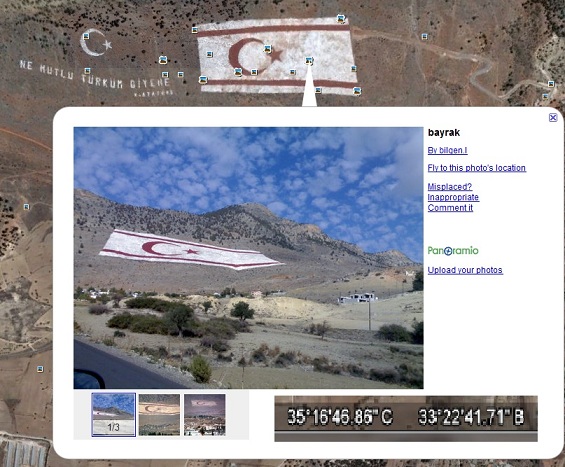 NE MUTLU TÜRKÜM DİYENE
K.ATATÜRK
bayrak
By bilgen.l
Fly to this photo's location
Misplaced?
Inappropriate
Comment it
Panoramio
Upload your photos
1/3
35°16'46.86" C 33°22'41.71" B